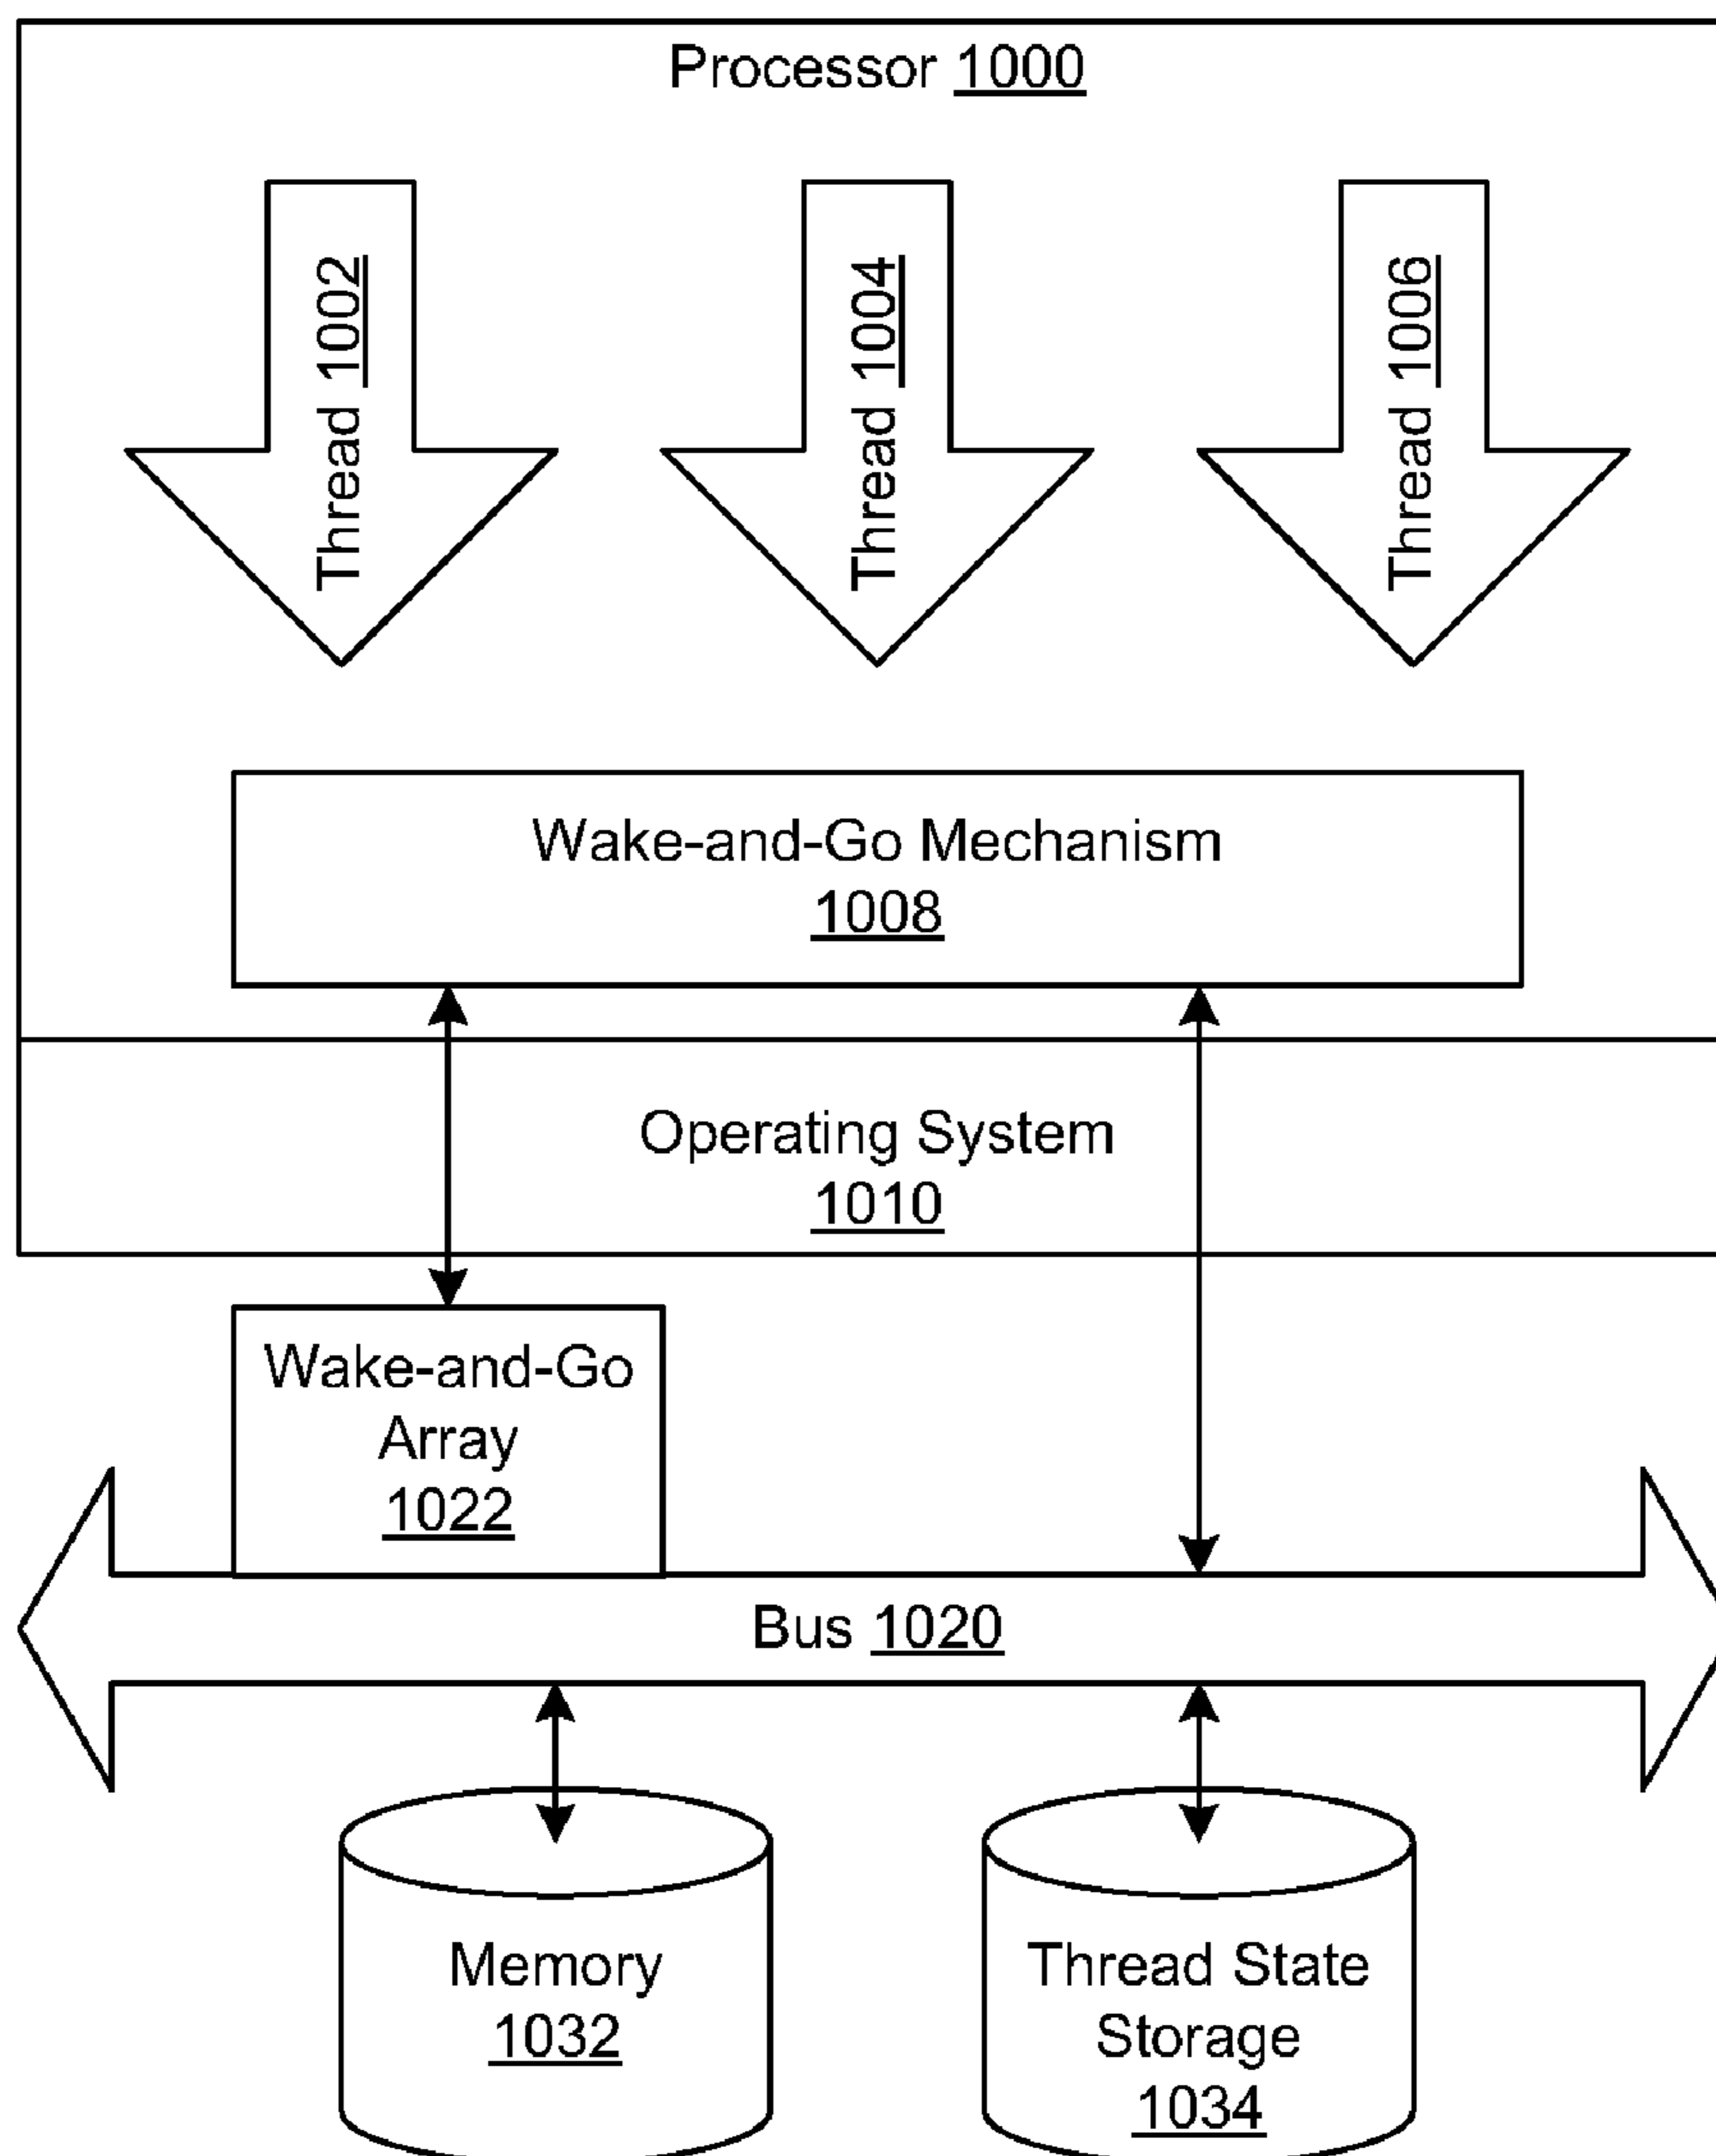 Processor 1000
Thread 1002
Thread 1004
Thread 1006
Wake-and-Go Mechanism
1008
Operating System
1010
Wake-and-Go
Array
1022
Bus 1020
Memory
1032
Thread State
Storage
1034